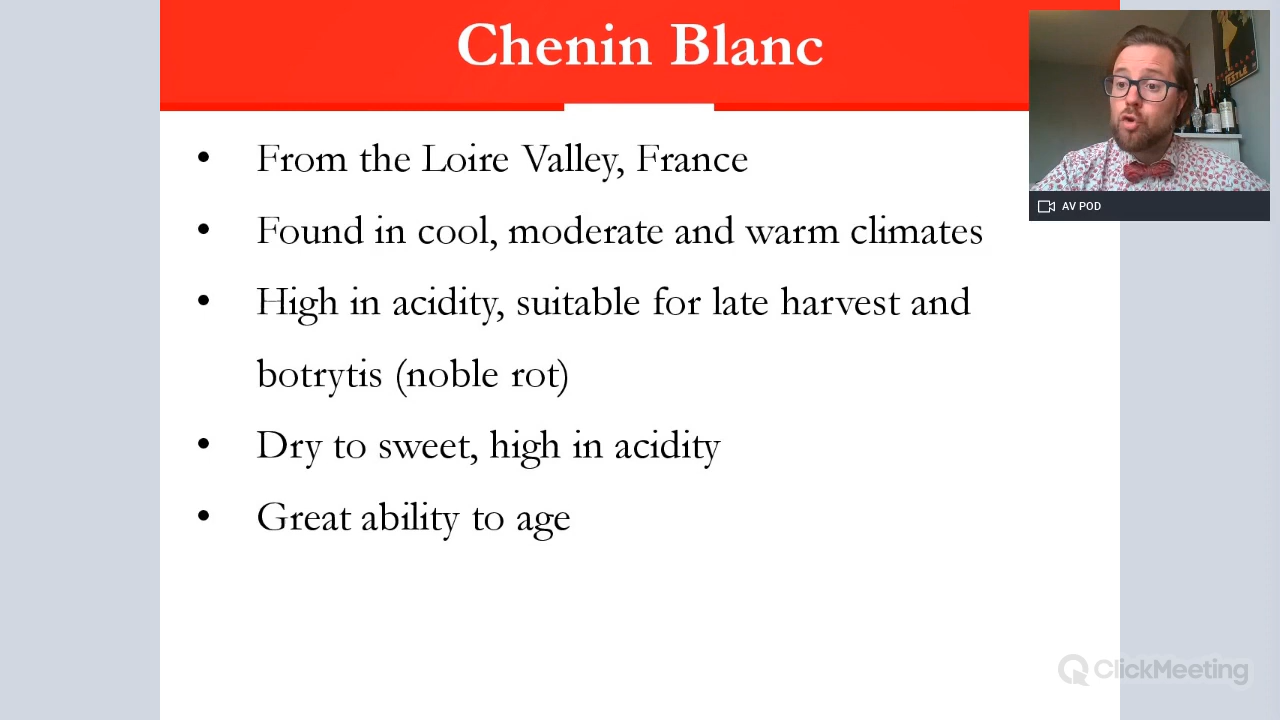 Chenin Blanc
• From the Loire Valley, France
• Found in cool, moderate and warm climates
• High in acidity, suitable for late harvest and
botrytis (noble rot)
• Dry to sweet, high in acidity
• Great ability to age
AV POD
ClickMeeting